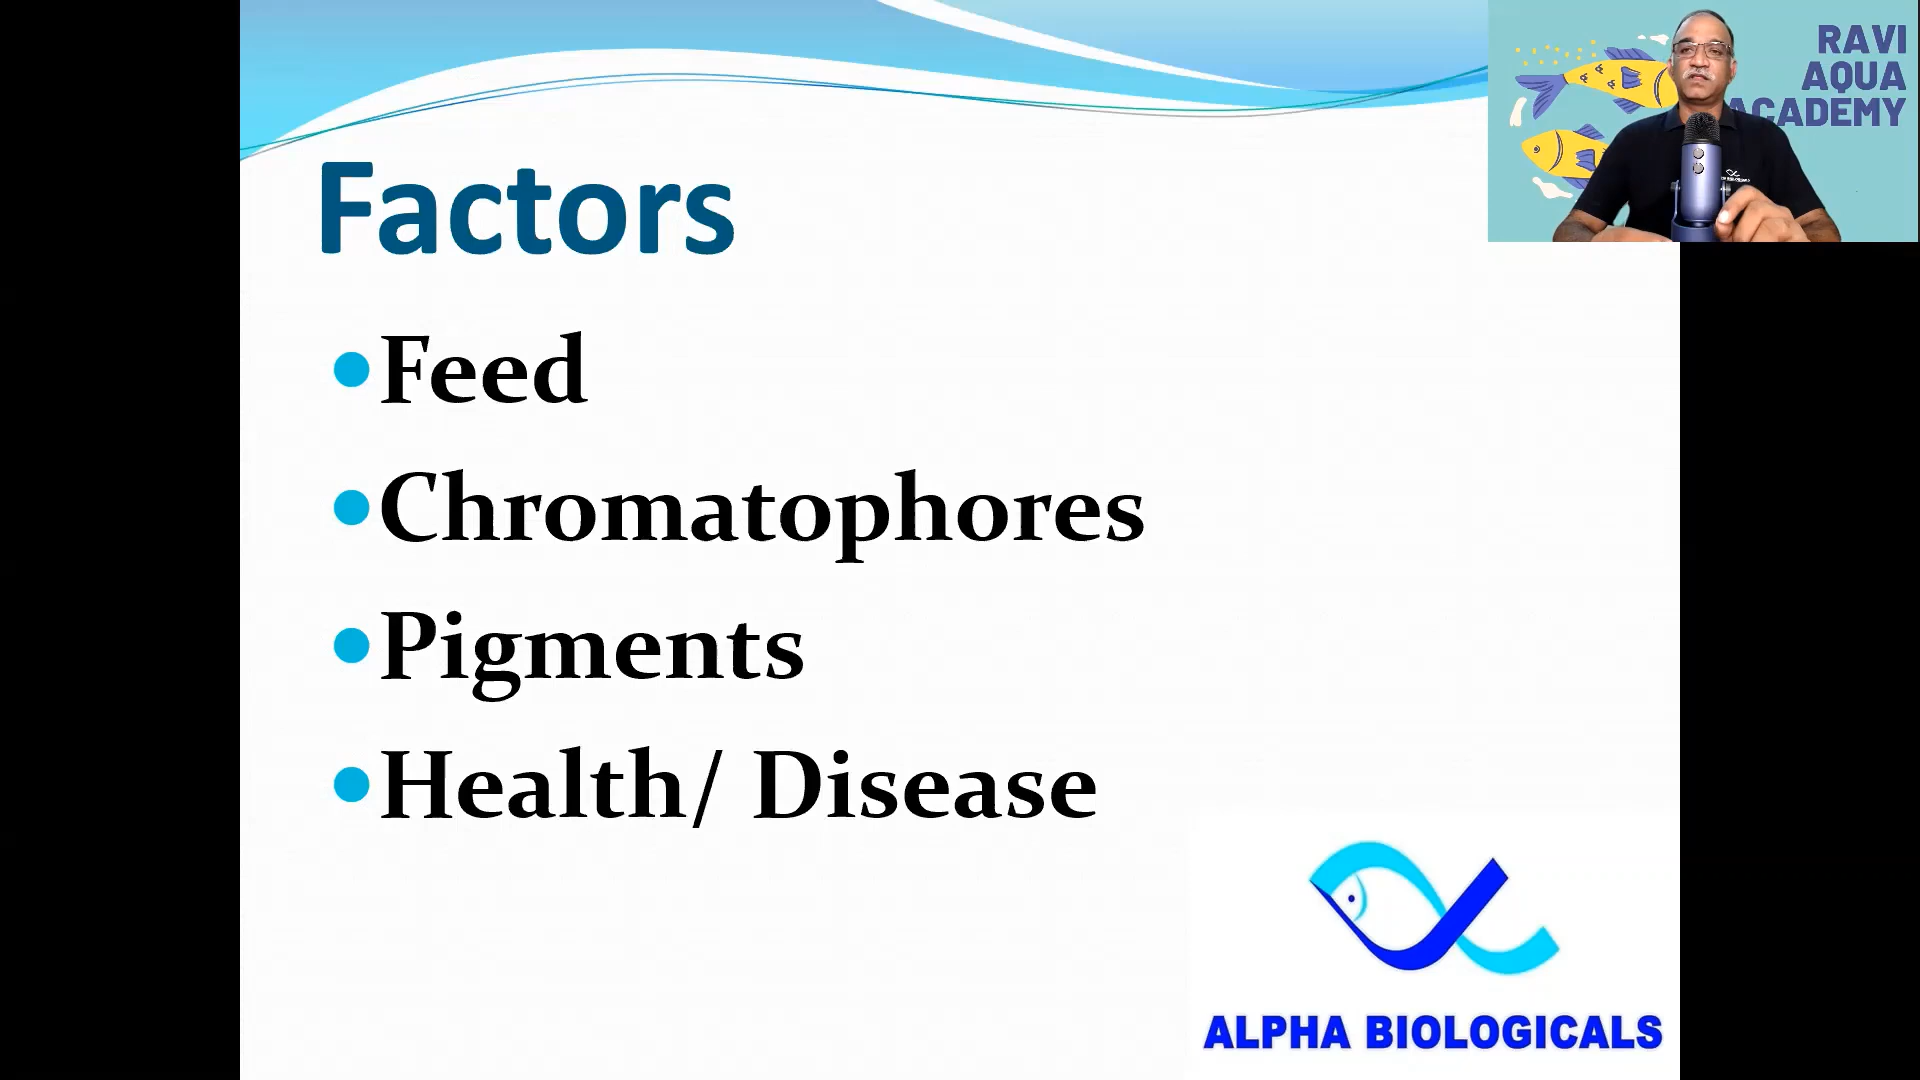 RAVI
AQUA
ACADEMY
Factors
Feed
Chromatophores
Pigments
Health/ Disease
ALPHA BIOLOGICALS